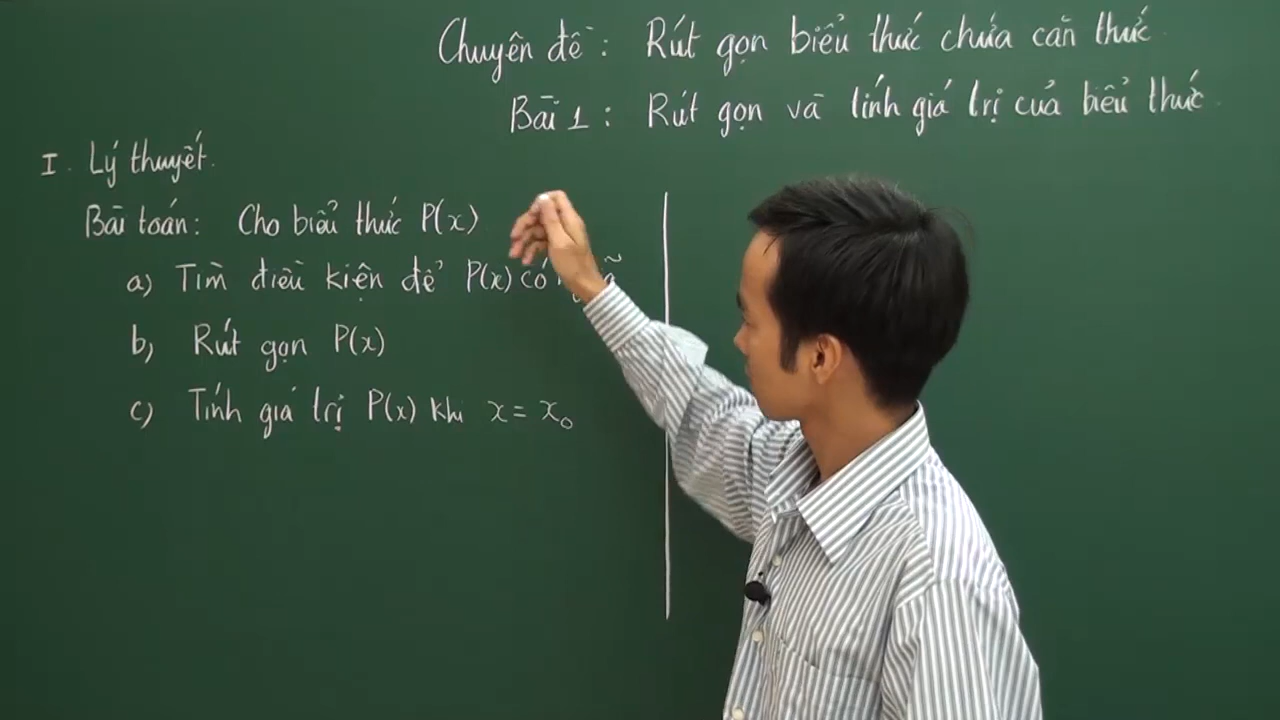 Chuyên đề: Rút gọn biểu thức chứa căn thức.
Bài 1: Rút gọn và tính giá trị của biểu thức.
I. Lý thuyết.
Bài toán: Cho biểu thức P(x)
a) Tìm điều kiện để P(x) có
b) Rút gọn P(x)
c) Tính giá trị P(x) khi x = x₀